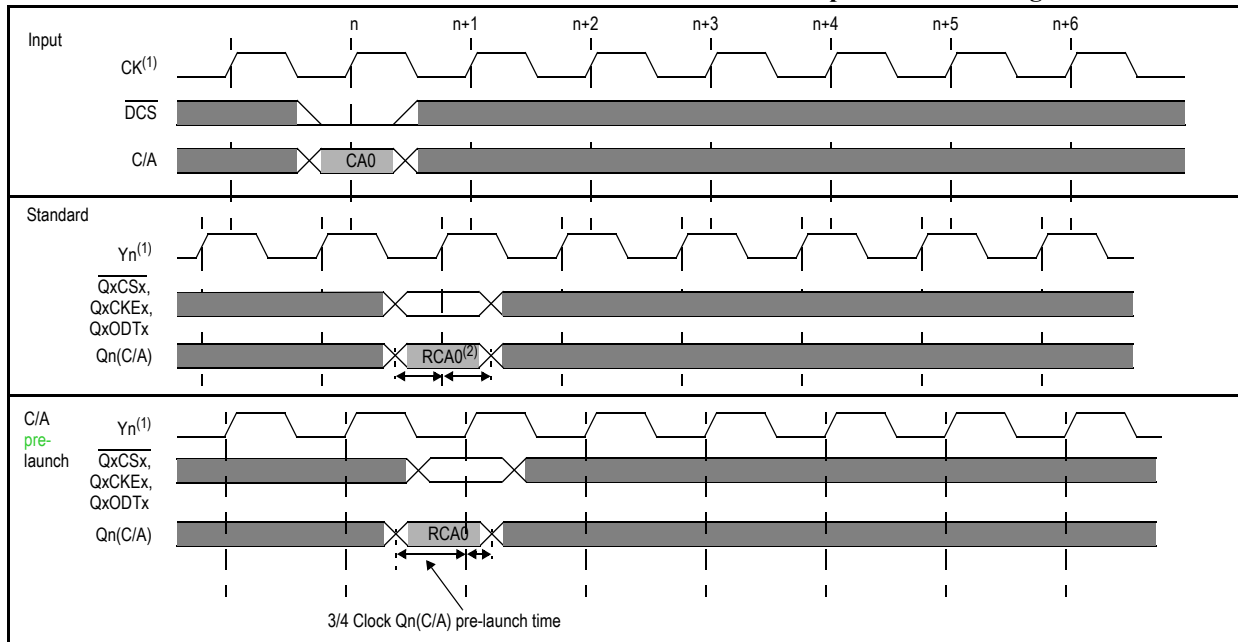 n n+1 n+2 n+3 n+4 n+5 n+6
Input
CK(1)
DCS
C/A
CA0
Standard
Yn(1)
QxCSx,
QxCKEx,
QxODTx
Qn(C/A)
RCA0(2)
C/A
pre-
launch
Yn(1)
QxCSx,
QxCKEx,
QxODTx
Qn(C/A)
RCA0
3/4 Clock Qn(C/A) pre-launch time